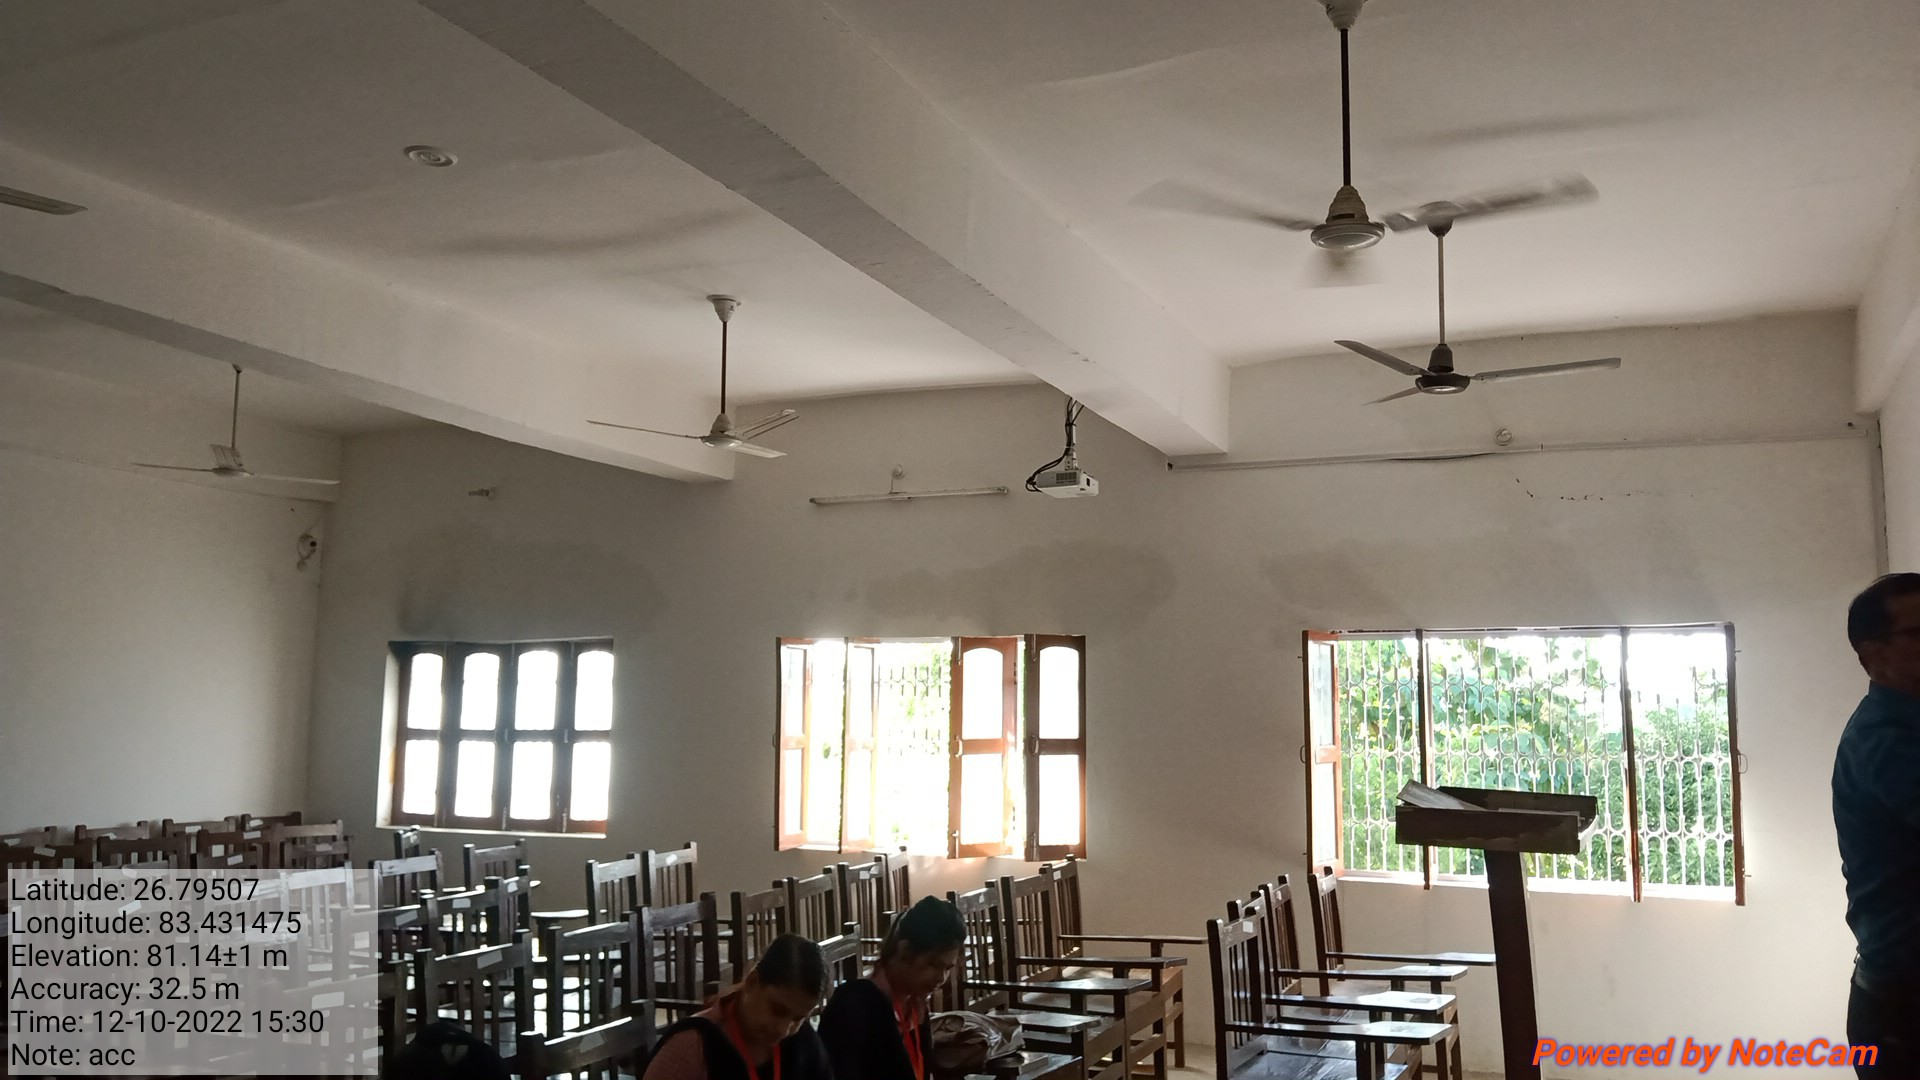 Latitude: 26.79507
Longitude: 83.431475
Elevation: 81.14±1 m
Accuracy: 32.5 m
Time: 12-10-2022 15:30
Note: acc
Powered by NoteCam